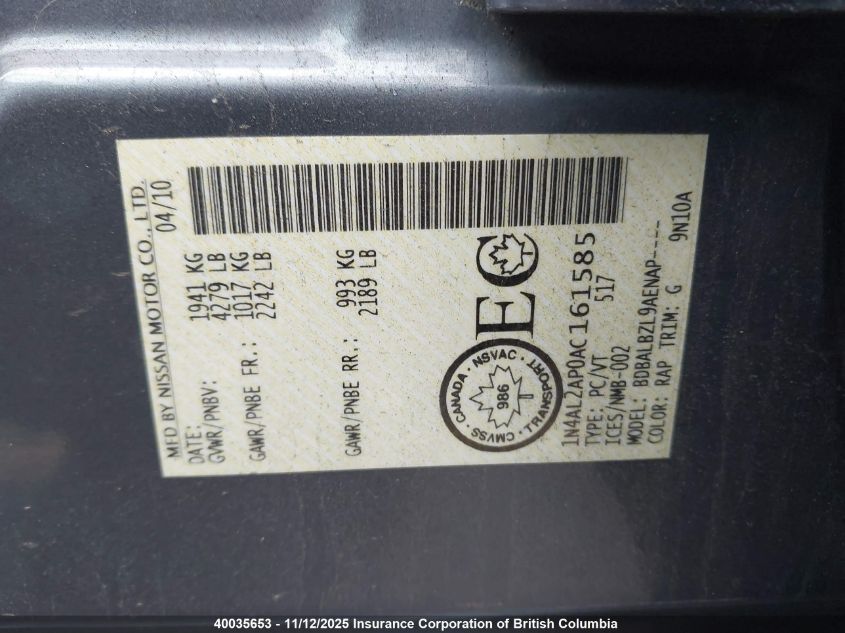 MFD BY NISSAN MOTOR CO., LTD.
DATE: 04/10
GVWR/PNBV: 1941 KG
4279 LB
GAWR/PNBE FR.: 1017 KG
2242 LB
GAWR/PNBE RR.: 993 KG
2189 LB
CANADA · NSVAC · TRANSPORT · CMVSS ·
986
EC
1N4AL2AP0AC161585
TYPE: PC/VT 517
ICES/NMB-002
MODEL: BDBALBZL9AENAP----
COLOR: RAP TRIM: G 9N10A
40035653 - 11/12/2025 Insurance Corporation of British Columbia